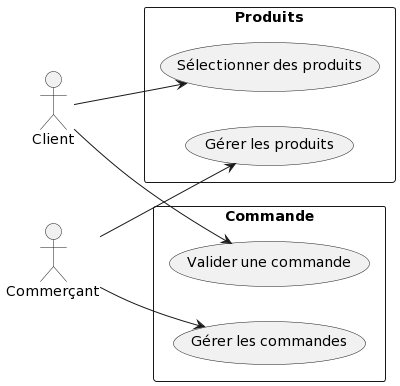 Produits
Sélectionner des produits
Client
Gérer les produits
Commande
Valider une commande
Commerçant
Gérer les commandes